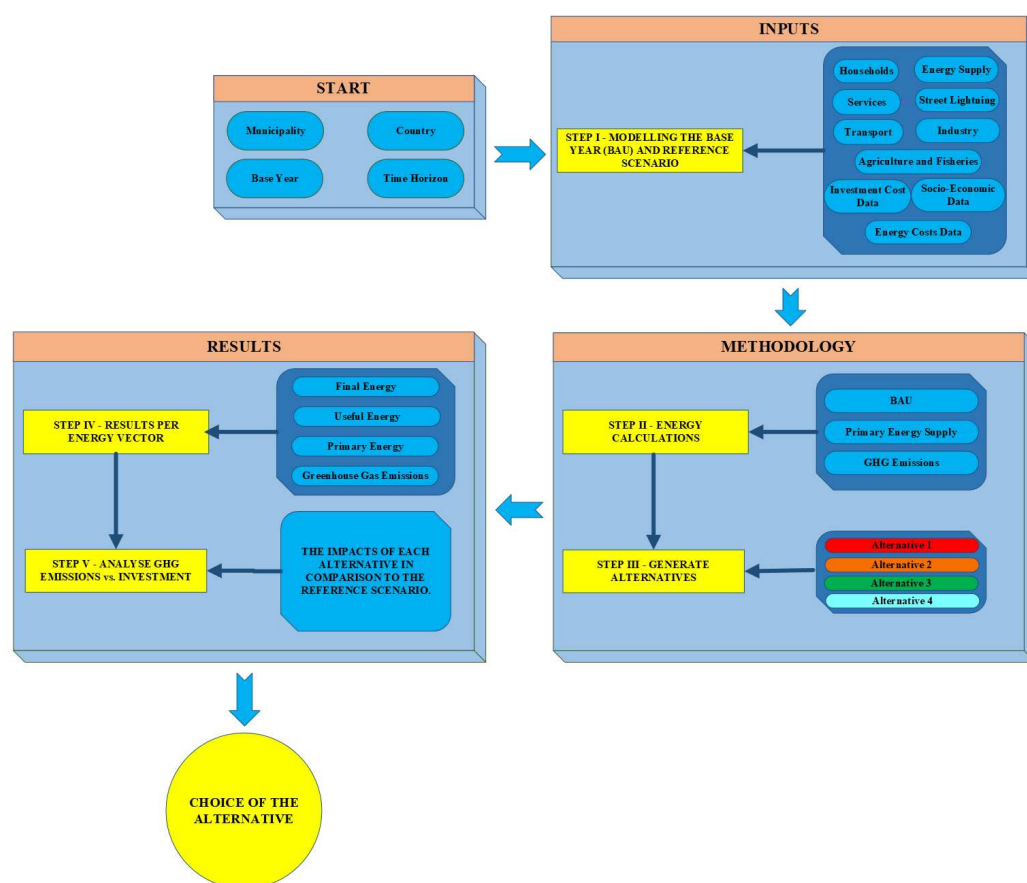 START
Municipality
Country
Base Year
Time Horizon
INPUTS
STEP I - MODELLING THE BASE
YEAR (BAU) AND REFERENCE
SCENARIO
Households
Energy Supply
Services
Street Lightning
Transport
Industry
Agriculture and Fisheries
Investment Cost
Data
Socio-Economic
Data
Energy Costs Data
METHODOLOGY
STEP II - ENERGY
CALCULATIONS
BAU
Primary Energy Supply
GHG Emissions
STEP III - GENERATE
ALTERNATIVES
Alternative 1
Alternative 2
Alternative 3
Alternative 4
RESULTS
STEP IV - RESULTS PER
ENERGY VECTOR
Final Energy
Useful Energy
Primary Energy
Greenhouse Gas Emissions
STEP V - ANALYSE GHG
EMISSIONS vs. INVESTMENT
THE IMPACTS OF EACH
ALTERNATIVE IN
COMPARISON TO THE
REFERENCE SCENARIO.
CHOICE OF THE
ALTERNATIVE